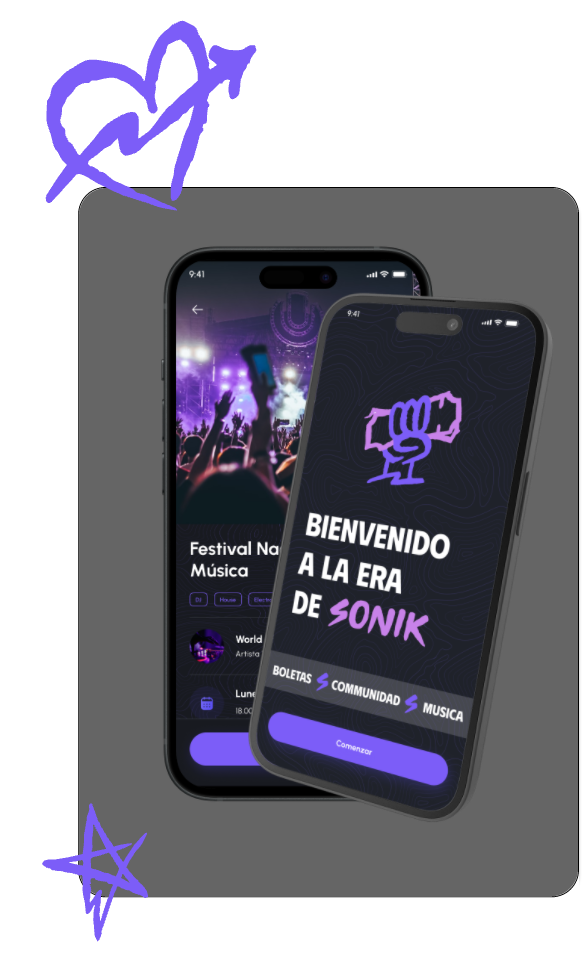 9:41
Festival Na
Música
DJ
House
Electro
World
Artista
Lune
18:00
9:41
BIENVENIDO
A LA ERA
DE SONIK
BOLETAS COMMUNIDAD MUSICA
Comenzar